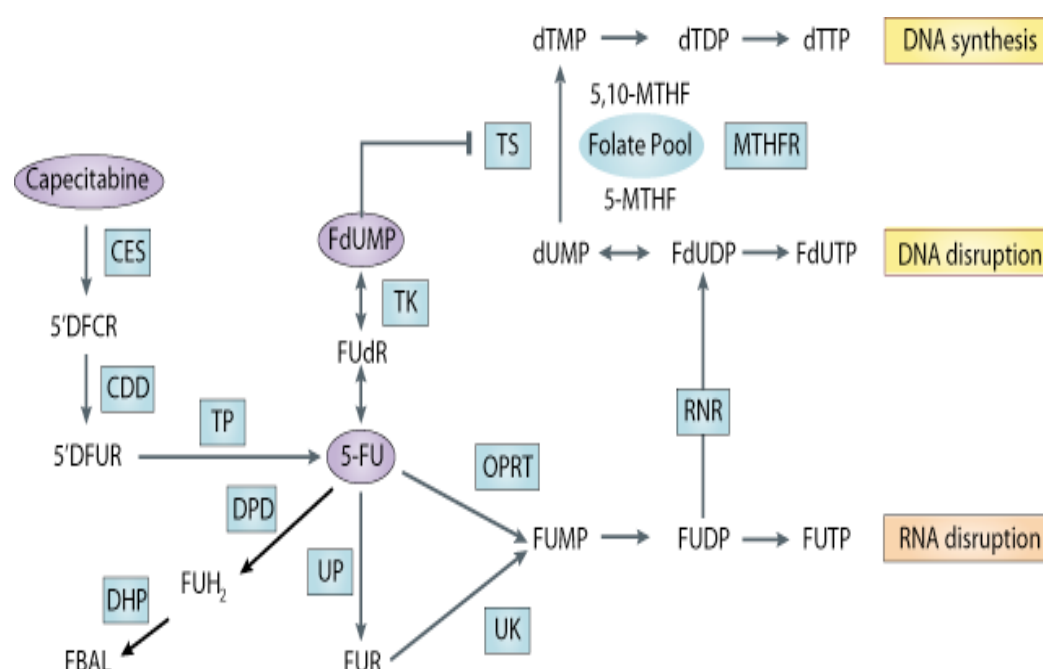 dTMP dTDP dTTP DNA synthesis
5,10-MTHF
TS Folate Pool MTHFR
Capecitabine
5-MTHF
FdUMP dUMP FdUDP FdUTP DNA disruption
CES
TK
5'DFCR
FUdR
CDD
RNR
TP
5'DFUR 5-FU OPRT
DPD
FUMP FUDP FUTP RNA disruption
UP
FUH2
DHP
UK
FBAL FUR